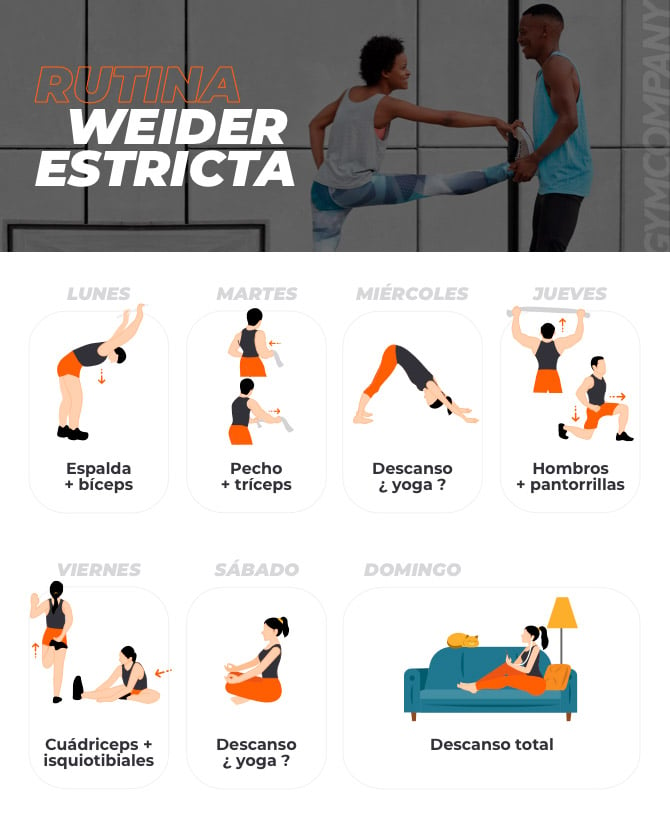 RUTINA
WEIDER
ESTRICTA
GYMCOMPANY
LUNES
MARTES
MIÉRCOLES
JUEVES
Espalda
+ bíceps
Pecho
+ tríceps
Descanso
¿ yoga ?
Hombros
+ pantorrillas
VIERNES
SÁBADO
DOMINGO
Cuádriceps +
isquiotibiales
Descanso
¿ yoga ?
Descanso total